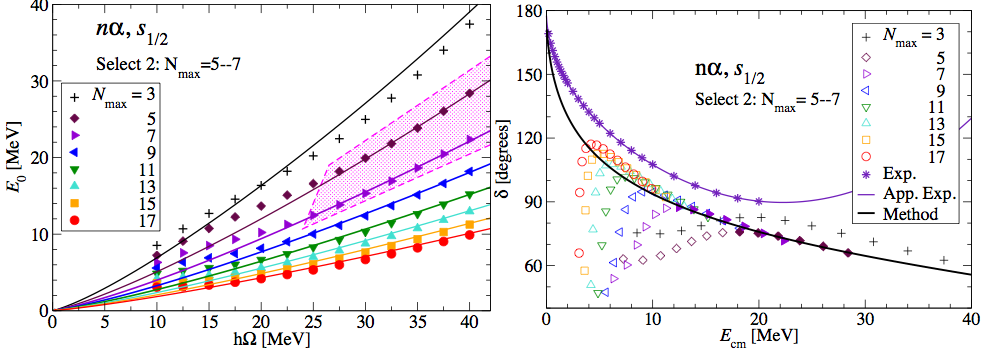 nα, s1/2
Select 2: Nmax=5--7
Nmax = 3
5
7
9
11
13
15
17
E0 [MeV]
40
30
20
10
0
0 5 10 15 20 25 30 35 40
hΩ [MeV]
nα, s1/2
Select 2: Nmax= 5--7
Nmax = 3
5
7
9
11
13
15
17
Exp.
App. Exp.
Method
δ [degrees]
180
150
120
90
60
0 10 20 30 40
Ecm [MeV]